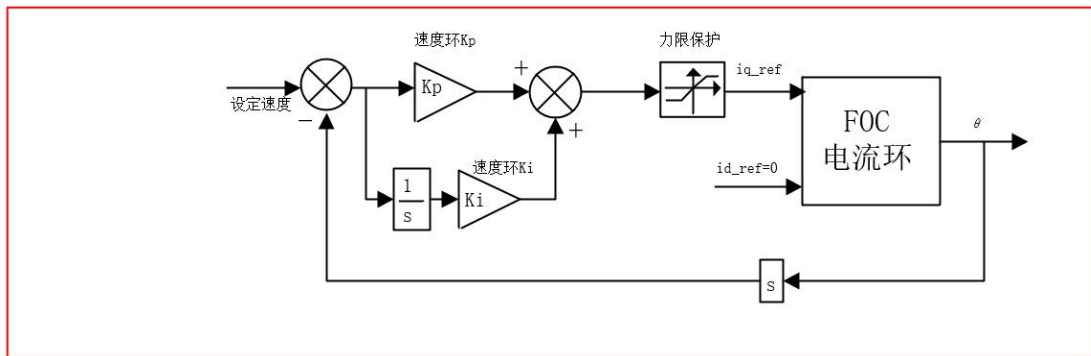 速度环Kp
力限保护
设定速度
−
+
Kp
+
iq_ref
FOC
电流环
θ
速度环Ki
1
s
Ki
id_ref=0
s